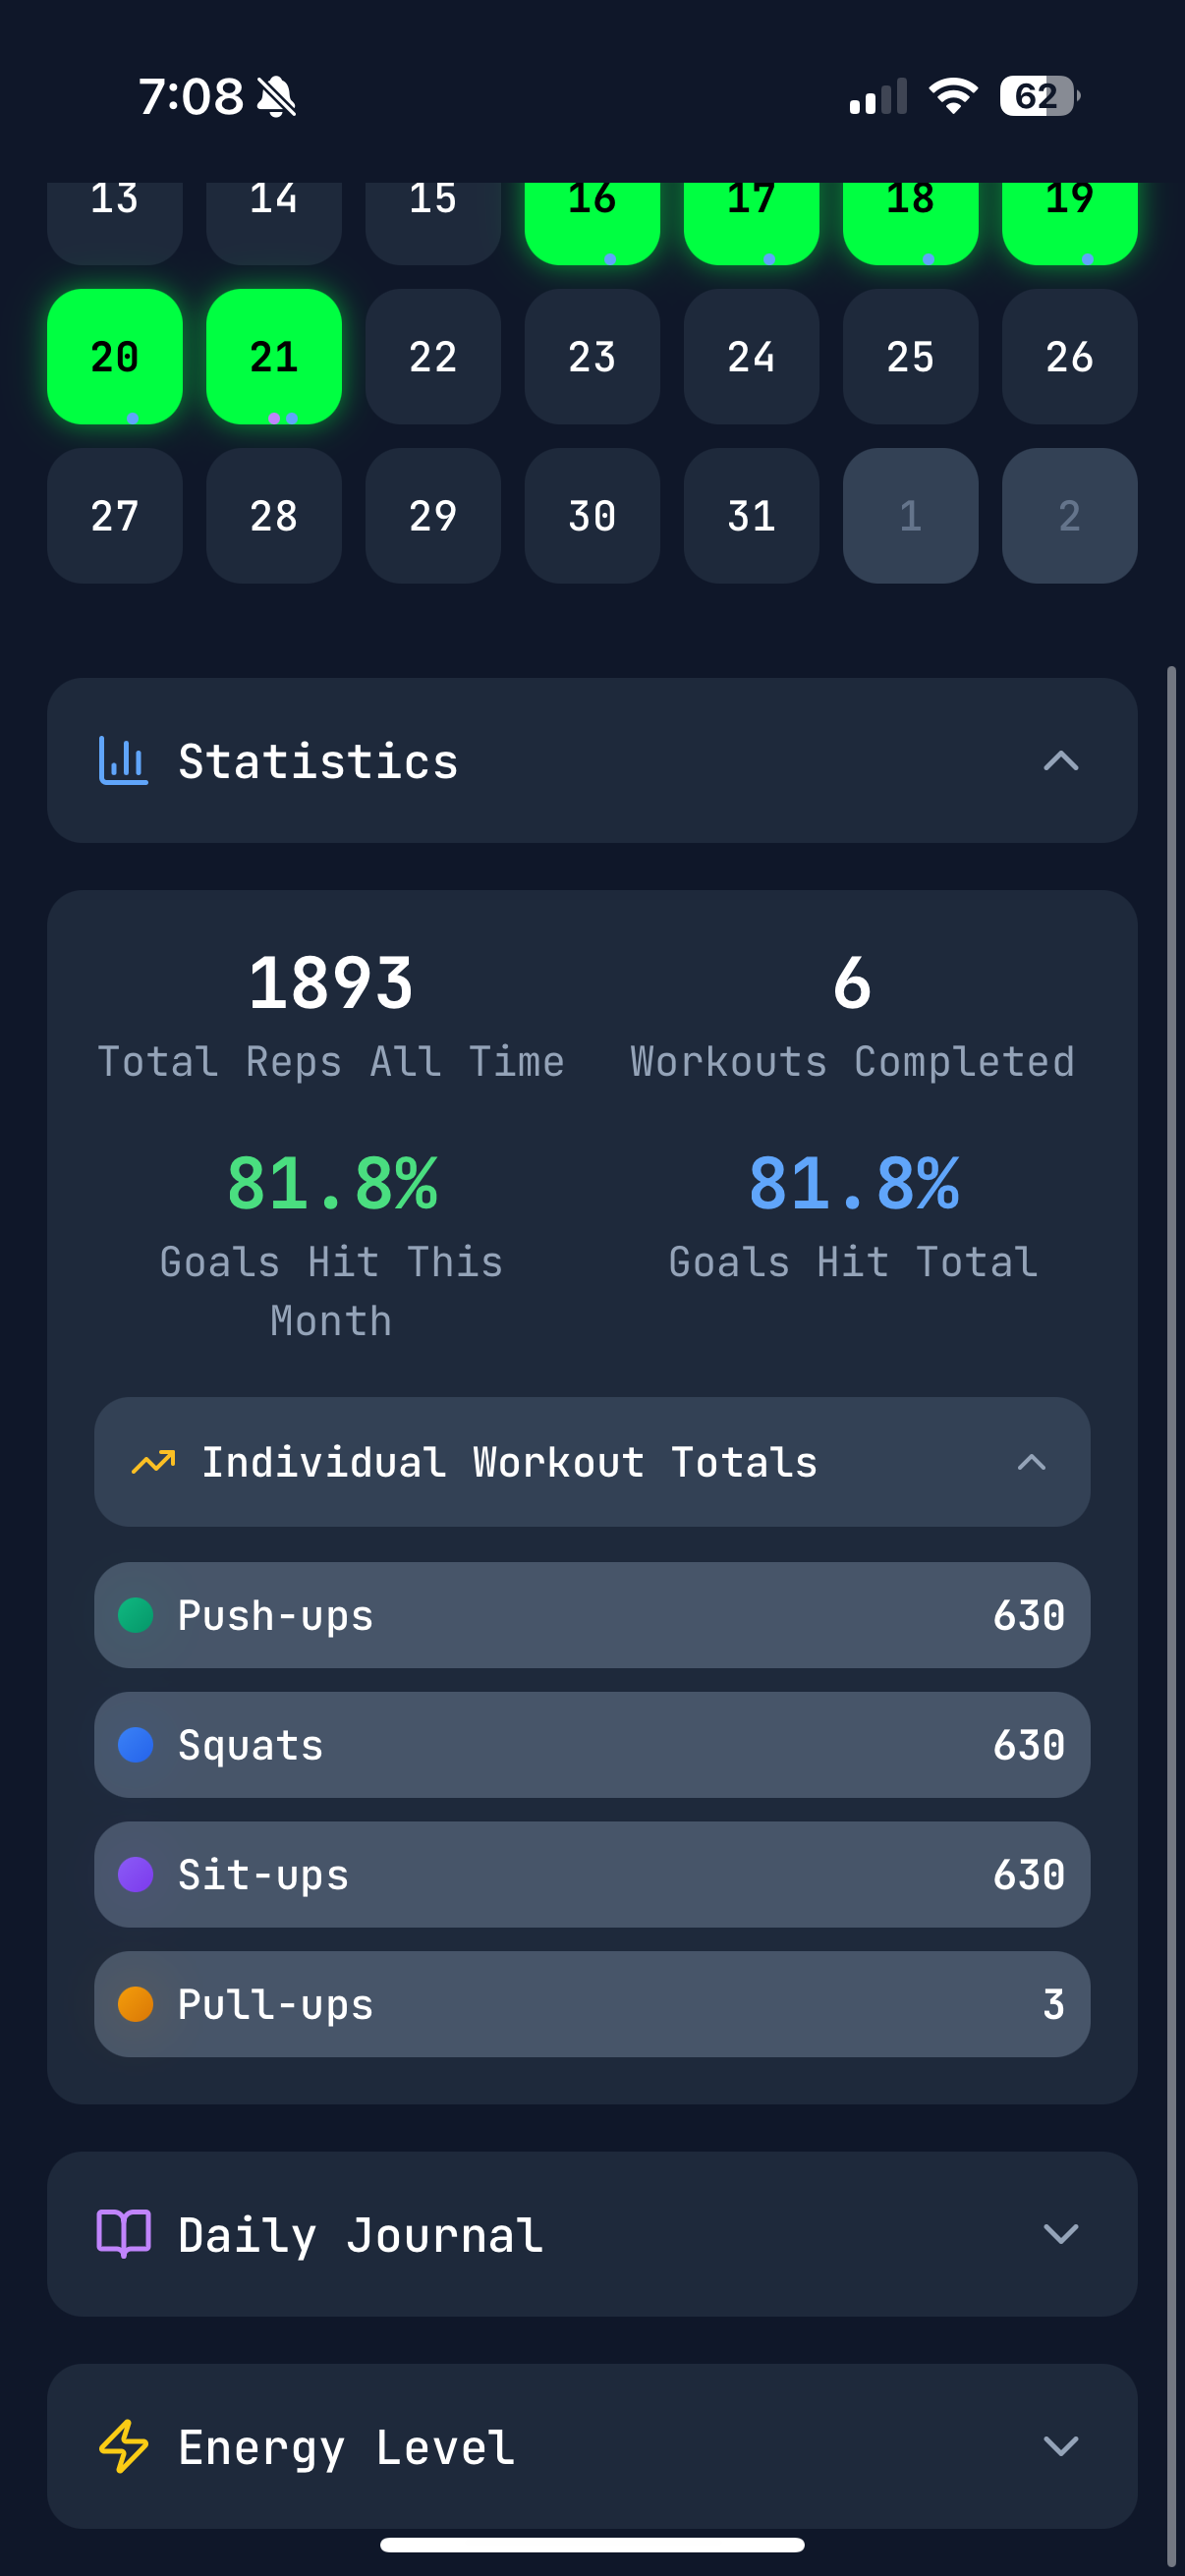 7:08 62
13 14 15 16 17 18 19
20 21 22 23 24 25 26
27 28 29 30 31 1 2
Statistics
1893 6
Total Reps All Time Workouts Completed
81.8% 81.8%
Goals Hit This Goals Hit Total
Month
Individual Workout Totals
Push-ups 630
Squats 630
Sit-ups 630
Pull-ups 3
Daily Journal
Energy Level